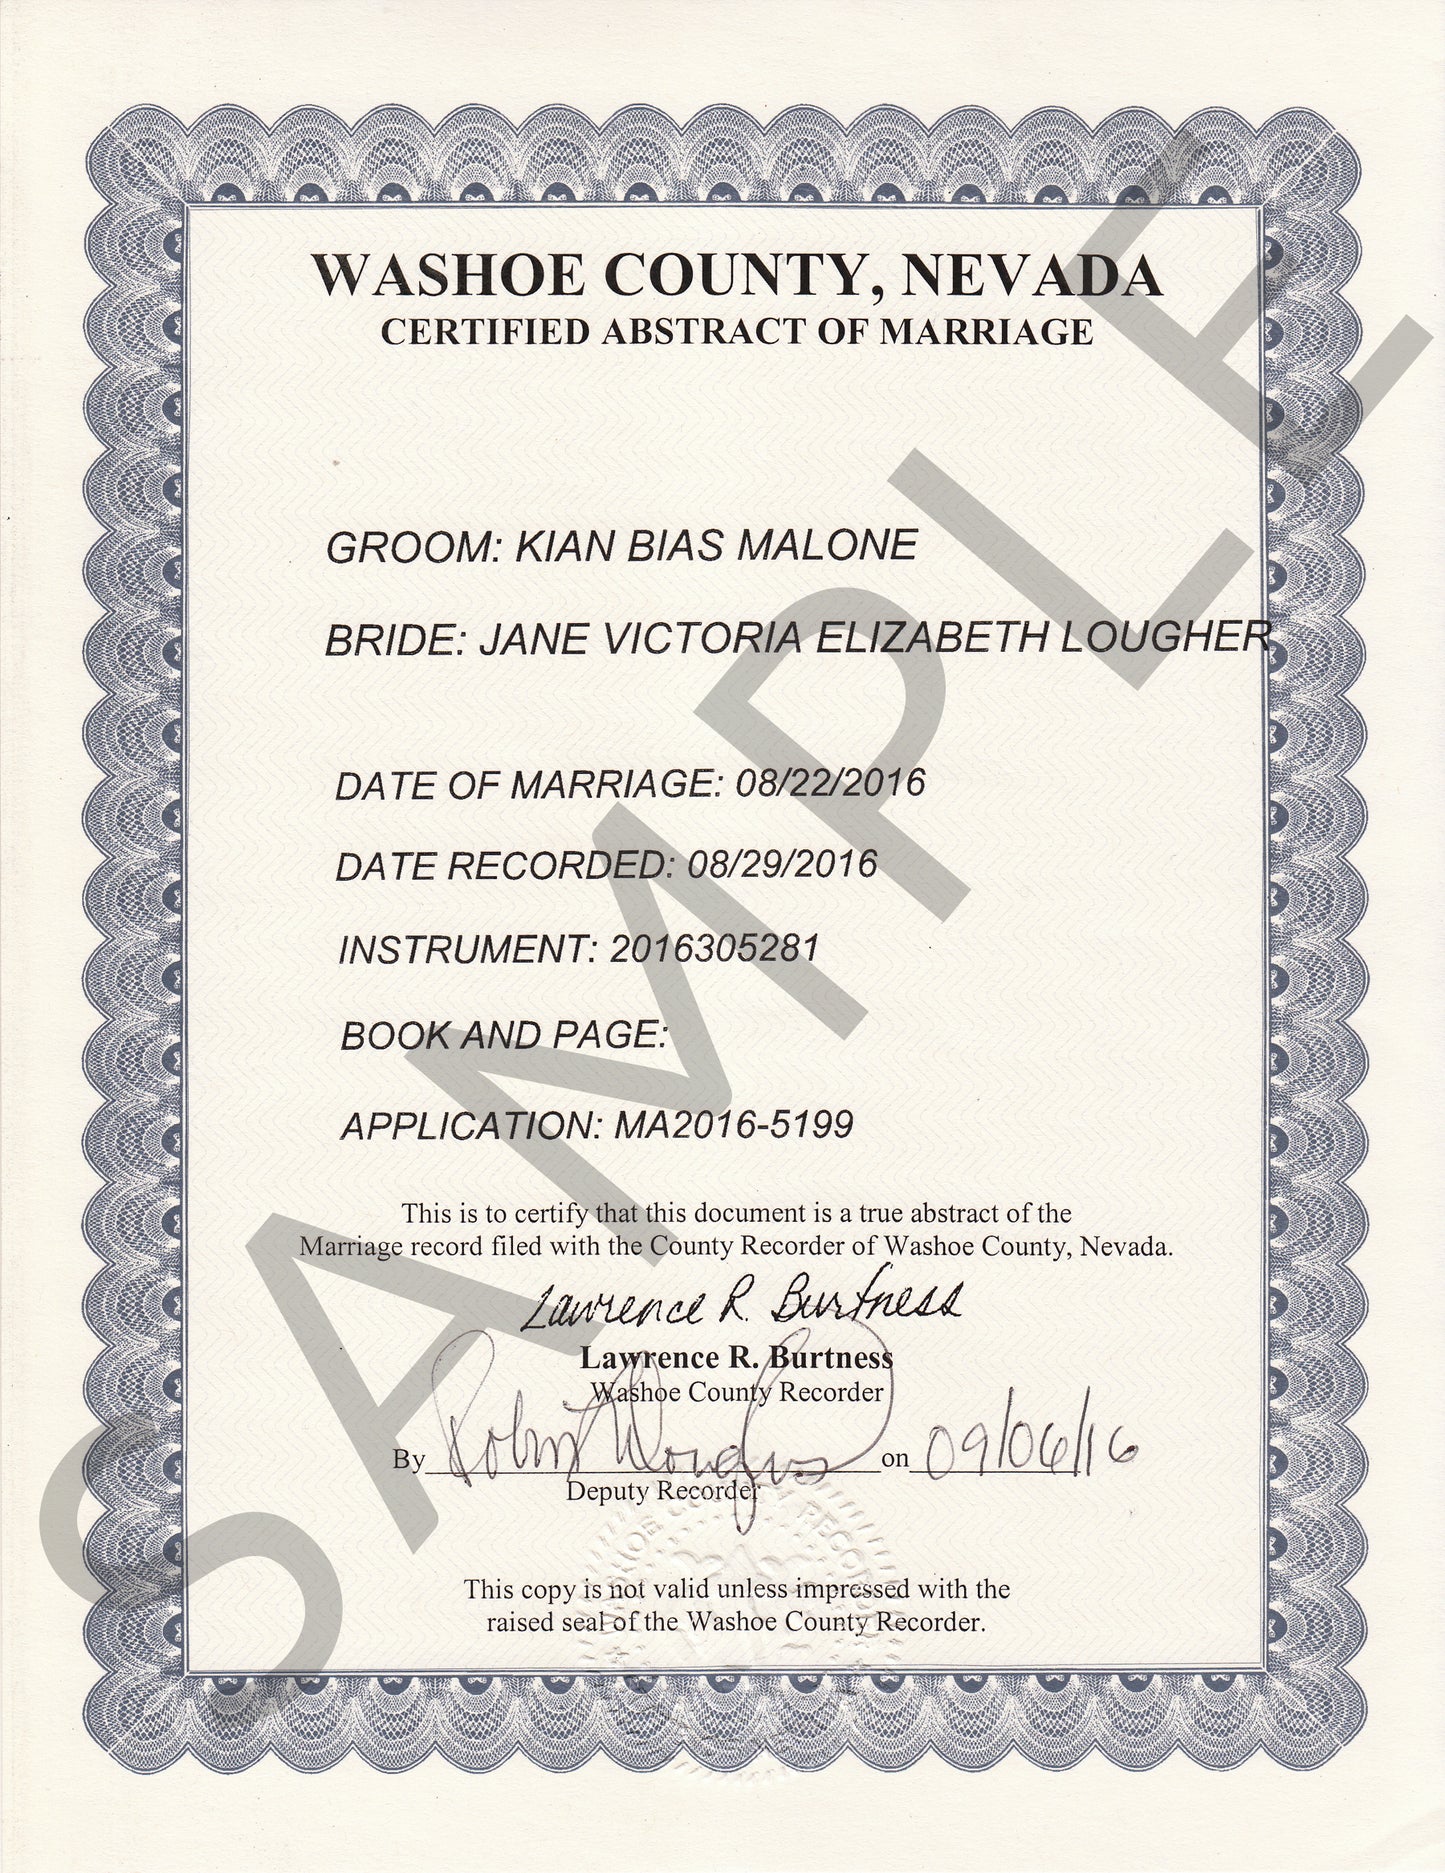 WASHOE COUNTY, NEVADA
CERTIFIED ABSTRACT OF MARRIAGE
GROOM: KIAN BIAS MALONE
BRIDE: JANE VICTORIA ELIZABETH LOUGHER
DATE OF MARRIAGE: 08/22/2016
DATE RECORDED: 08/29/2016
INSTRUMENT: 2016305281
BOOK AND PAGE:
APPLICATION: MA2016-5199
This is to certify that this document is a true abstract of the
Marriage record filed with the County Recorder of Washoe County, Nevada.
Lawrence R. Burtness
Lawrence R. Burtness
Washoe County Recorder
By on 09/06/16
Deputy Recorder
This copy is not valid unless impressed with the
raised seal of the Washoe County Recorder.
SAMPLE